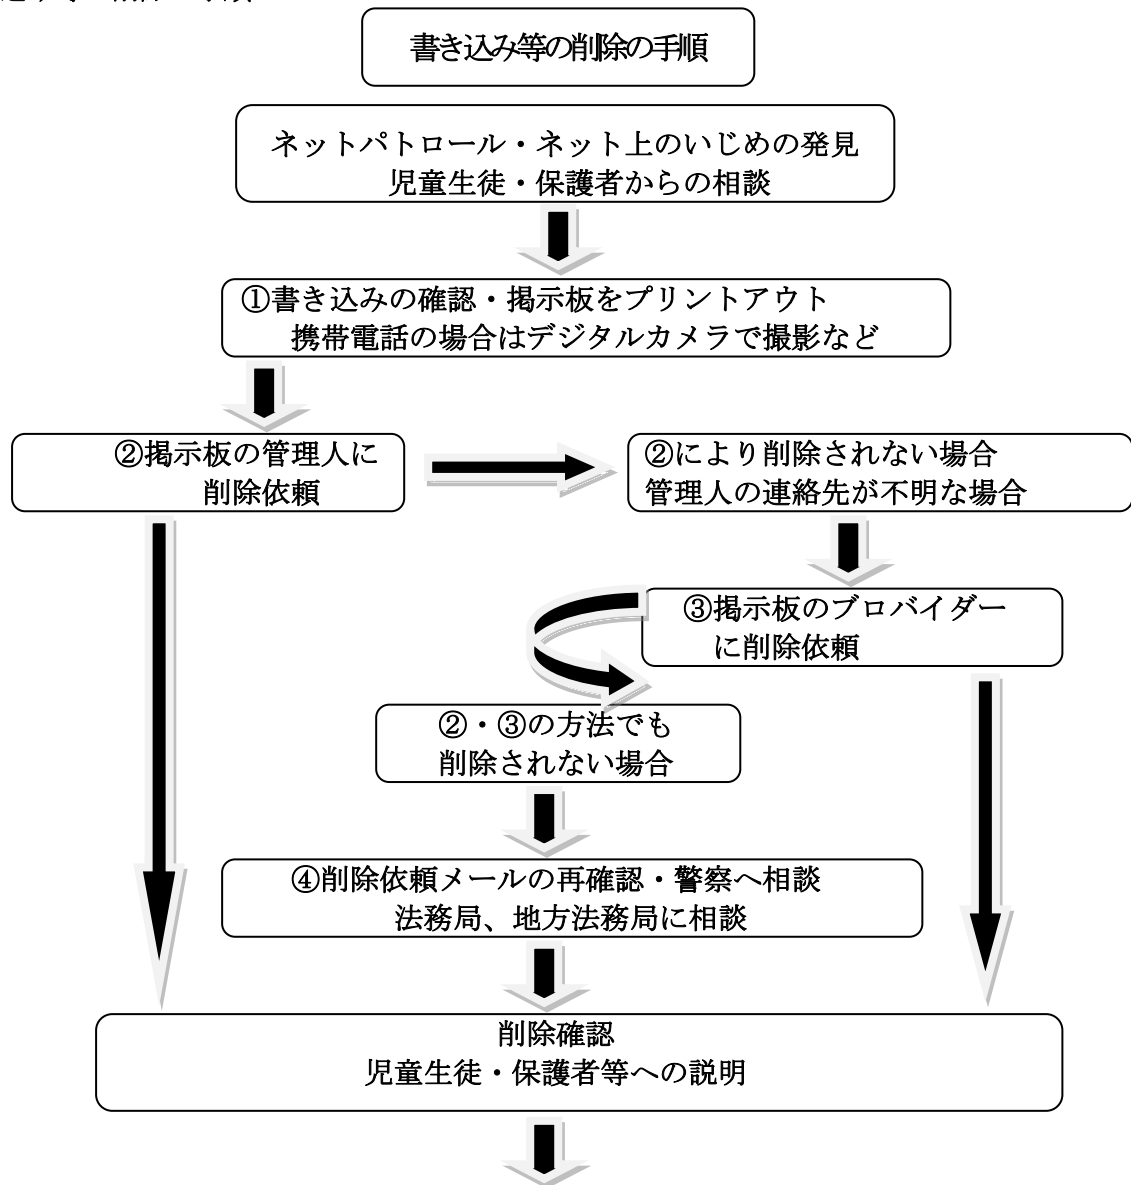 書き込み等の削除の手順
ネットパトロール・ネット上のいじめの発見
児童生徒・保護者からの相談
①書き込みの確認・掲示板をプリントアウト
携帯電話の場合はデジタルカメラで撮影など
②掲示板の管理人に
削除依頼
②により削除されない場合
管理人の連絡先が不明な場合
③掲示板のブロバイダー
に削除依頼
②・③の方法でも
削除されない場合
④削除依頼メールの再確認・警察へ相談
法務局、地方法務局に相談
削除確認
児童生徒・保護者等への説明